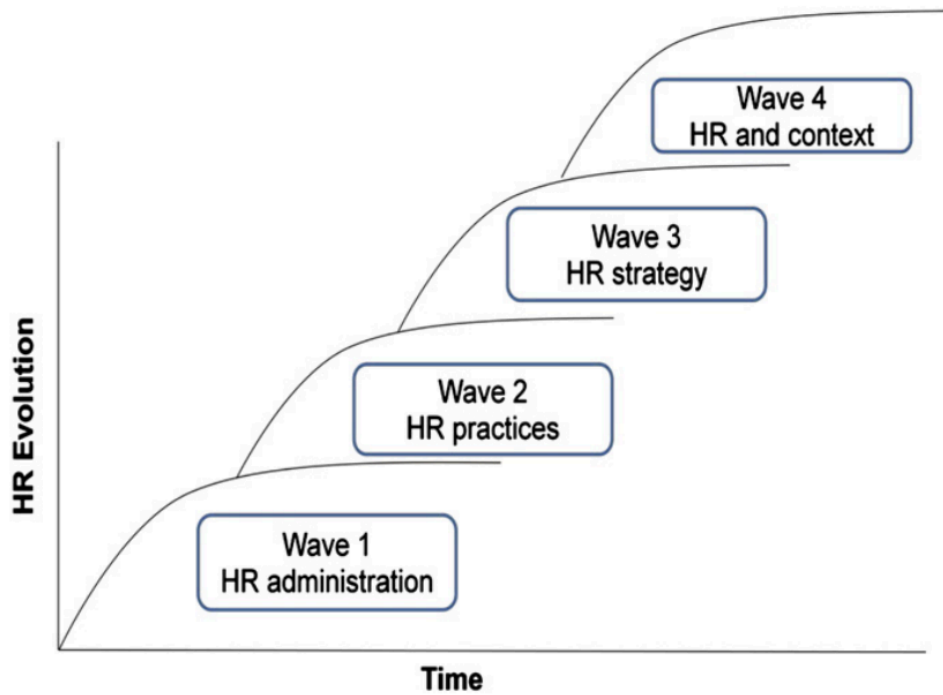 Wave 4
HR and context
Wave 3
HR strategy
Wave 2
HR practices
Wave 1
HR administration
HR Evolution
Time